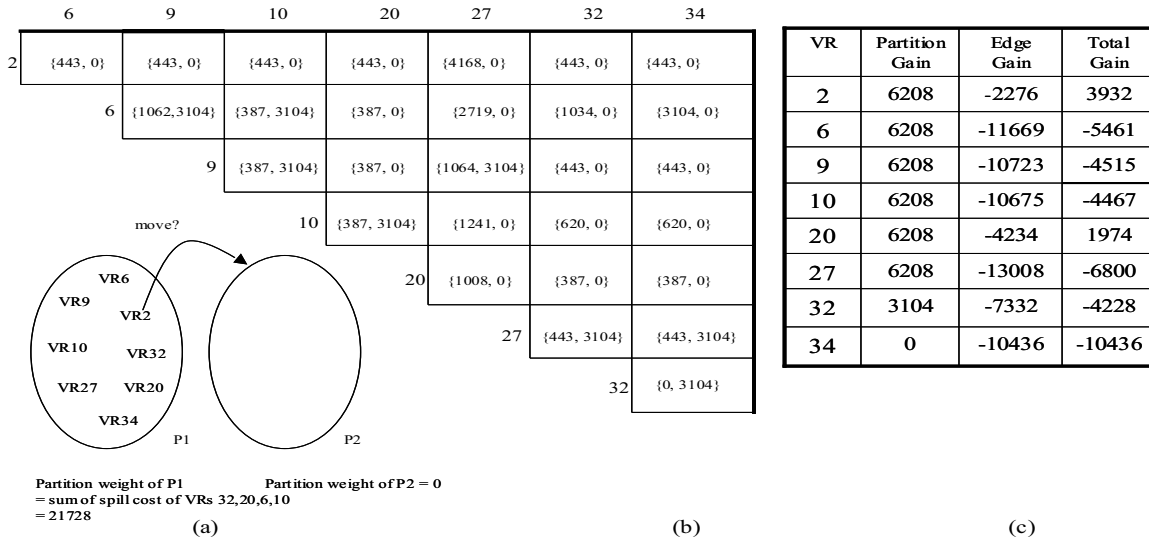 6 9 10 20 27 32 34
2 {443, 0} {443, 0} {443, 0} {443, 0} {4168, 0} {443, 0} {443, 0}
6 {1062,3104} {387, 3104} {387, 0} {2719, 0} {1034, 0} {3104, 0}
9 {387, 3104} {387, 0} {1064, 3104} {443, 0} {443, 0}
10 {387, 3104} {1241, 0} {620, 0} {620, 0}
20 {1008, 0} {387, 0} {387, 0}
27 {443, 3104} {443, 3104}
32 {0, 3104}
move?
VR6
VR9
VR2
VR10
VR32
VR27
VR20
VR34
P1
P2
Partition weight of P1
= sum of spill cost of VRs 32,20,6,10
= 21728
Partition weight of P2 = 0
(a)
(b)
VR Partition Gain Edge Gain Total Gain
2 6208 -2276 3932
6 6208 -11669 -5461
9 6208 -10723 -4515
10 6208 -10675 -4467
20 6208 -4234 1974
27 6208 -13008 -6800
32 3104 -7332 -4228
34 0 -10436 -10436
(c)